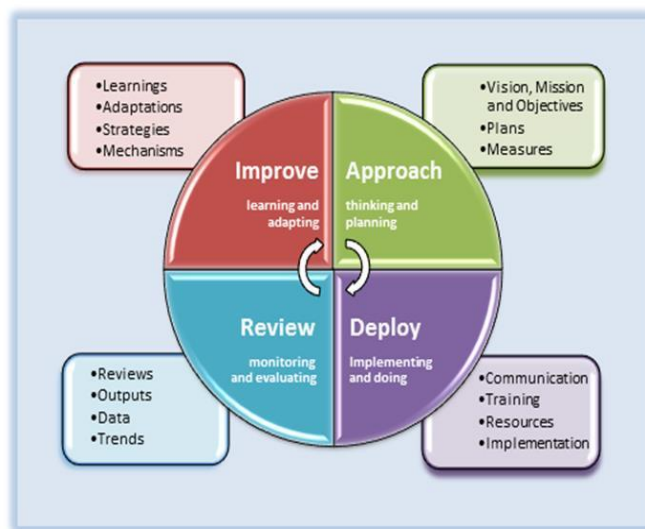 •Learnings
•Adaptations
•Strategies
•Mechanisms
•Vision, Mission
and Objectives
•Plans
•Measures
Improve
learning and
adapting
Approach
thinking and
planning
Review
monitoring
and evaluating
Deploy
Implementing
and doing
•Reviews
•Outputs
•Data
•Trends
•Communication
•Training
•Resources
•Implementation